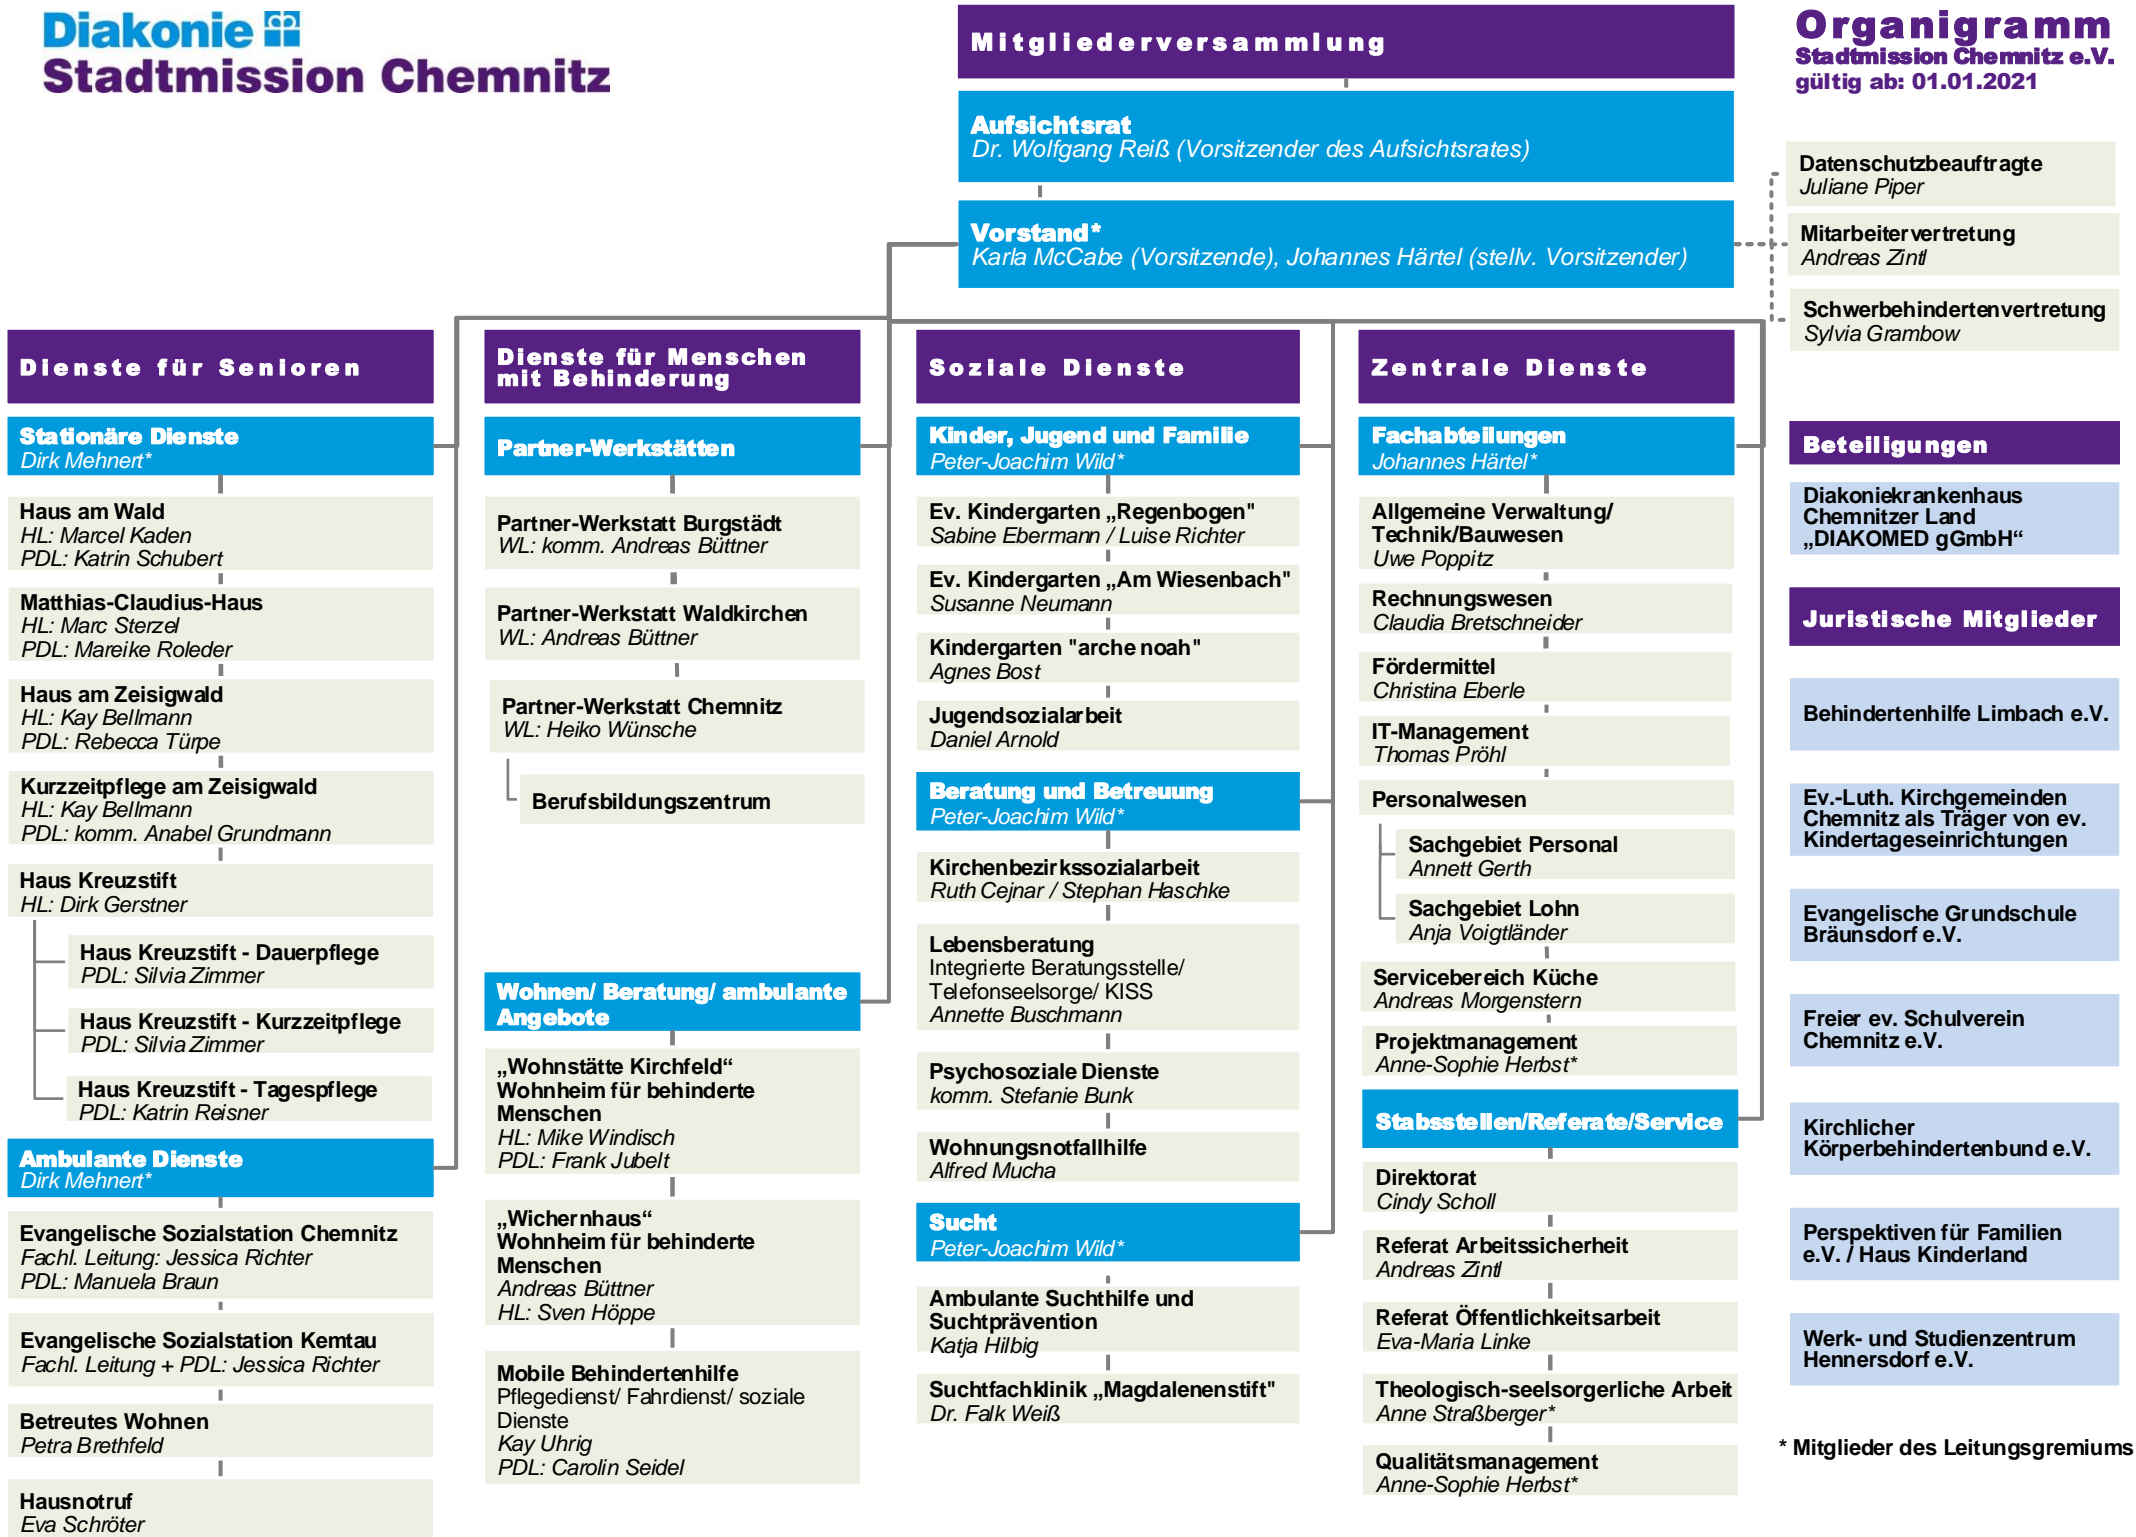 Diakonie
Stadtmission Chemnitz
Mitgliederversammlung
Organigramm
Stadtmission Chemnitz e.V.
gültig ab: 01.01.2021
Aufsichtsrat
Dr. Wolfgang Reiß (Vorsitzender des Aufsichtsrates)
Vorstand*
Karla McCabe (Vorsitzende), Johannes Härtel (stellv. Vorsitzender)
Datenschutzbeauftragte
Juliane Piper
Mitarbeitervertretung
Andreas Zintl
Schwerbehindertenvertretung
Sylvia Grambow
Dienste für Senioren
Stationäre Dienste
Dirk Mehnert*
Haus am Wald
HL: Marcel Kaden
PDL: Katrin Schubert
Matthias-Claudius-Haus
HL: Marc Sterzel
PDL: Mareike Roleder
Haus am Zeisigwald
HL: Kay Bellmann
PDL: Rebecca Türpe
Kurzzeitpflege am Zeisigwald
HL: Kay Bellmann
PDL: komm. Anabel Grundmann
Haus Kreuzstift
HL: Dirk Gerstner
Haus Kreuzstift - Dauerpflege
PDL: Silvia Zimmer
Haus Kreuzstift - Kurzzeitpflege
PDL: Silvia Zimmer
Haus Kreuzstift - Tagespflege
PDL: Katrin Reisner
Ambulante Dienste
Dirk Mehnert*
Evangelische Sozialstation Chemnitz
Fachl. Leitung: Jessica Richter
PDL: Manuela Braun
Evangelische Sozialstation Kemtau
Fachl. Leitung + PDL: Jessica Richter
Betreutes Wohnen
Petra Brethfeld
Hausnotruf
Eva Schröter
Dienste für Menschen
mit Behinderung
Partner-Werkstätten
Partner-Werkstatt Burgstädt
WL: komm. Andreas Büttner
Partner-Werkstatt Waldkirchen
WL: Andreas Büttner
Partner-Werkstatt Chemnitz
WL: Heiko Wünsche
Berufsbildungszentrum
Wohnen/ Beratung/ ambulante
Angebote
„Wohnstätte Kirchfeld“
Wohnheim für behinderte
Menschen
HL: Mike Windisch
PDL: Frank Jubelt
„Wichernhaus“
Wohnheim für behinderte
Menschen
Andreas Büttner
HL: Sven Höppe
Mobile Behindertenhilfe
Pflegedienst/ Fahrdienst/ soziale
Dienste
Kay Uhrig
PDL: Carolin Seidel
Soziale Dienste
Kinder, Jugend und Familie
Peter-Joachim Wild*
Ev. Kindergarten „Regenbogen"
Sabine Ebermann / Luise Richter
Ev. Kindergarten „Am Wiesenbach"
Susanne Neumann
Kindergarten "arche noah"
Agnes Bost
Jugendsozialarbeit
Daniel Arnold
Beratung und Betreuung
Peter-Joachim Wild*
Kirchenbezirkssozialarbeit
Ruth Cejnar / Stephan Haschke
Lebensberatung
Integrierte Beratungsstelle/
Telefonseelsorge/ KISS
Annette Buschmann
Psychosoziale Dienste
komm. Stefanie Bunk
Wohnungsnotfallhilfe
Alfred Mucha
Sucht
Peter-Joachim Wild*
Ambulante Suchthilfe und
Suchtprävention
Katja Hilbig
Suchtfachklinik „Magdalenenstift"
Dr. Falk Weiß
Zentrale Dienste
Fachabteilungen
Johannes Härtel*
Allgemeine Verwaltung/
Technik/Bauwesen
Uwe Poppitz
Rechnungswesen
Claudia Bretschneider
Fördermittel
Christina Eberle
IT-Management
Thomas Pröhl
Personalwesen
Sachgebiet Personal
Annett Gerth
Sachgebiet Lohn
Anja Voigtländer
Servicebereich Küche
Andreas Morgenstern
Projektmanagement
Anne-Sophie Herbst*
Stabsstellen/Referate/Service
Direktorat
Cindy Scholl
Referat Arbeitssicherheit
Andreas Zintl
Referat Öffentlichkeitsarbeit
Eva-Maria Linke
Theologisch-seelsorgerliche Arbeit
Anne Straßberger*
Qualitätsmanagement
Anne-Sophie Herbst*
Beteiligungen
Diakoniekrankenhaus
Chemnitzer Land
„DIAKOMED gGmbH“
Juristische Mitglieder
Behindertenhilfe Limbach e.V.
Ev.-Luth. Kirchgemeinden
Chemnitz als Träger von ev.
Kindertageseinrichtungen
Evangelische Grundschule
Bräunsdorf e.V.
Freier ev. Schulverein
Chemnitz e.V.
Kirchlicher
Körperbehindertenbund e.V.
Perspektiven für Familien
e.V. / Haus Kinderland
Werk- und Studienzentrum
Hennersdorf e.V.
* Mitglieder des Leitungsgremiums